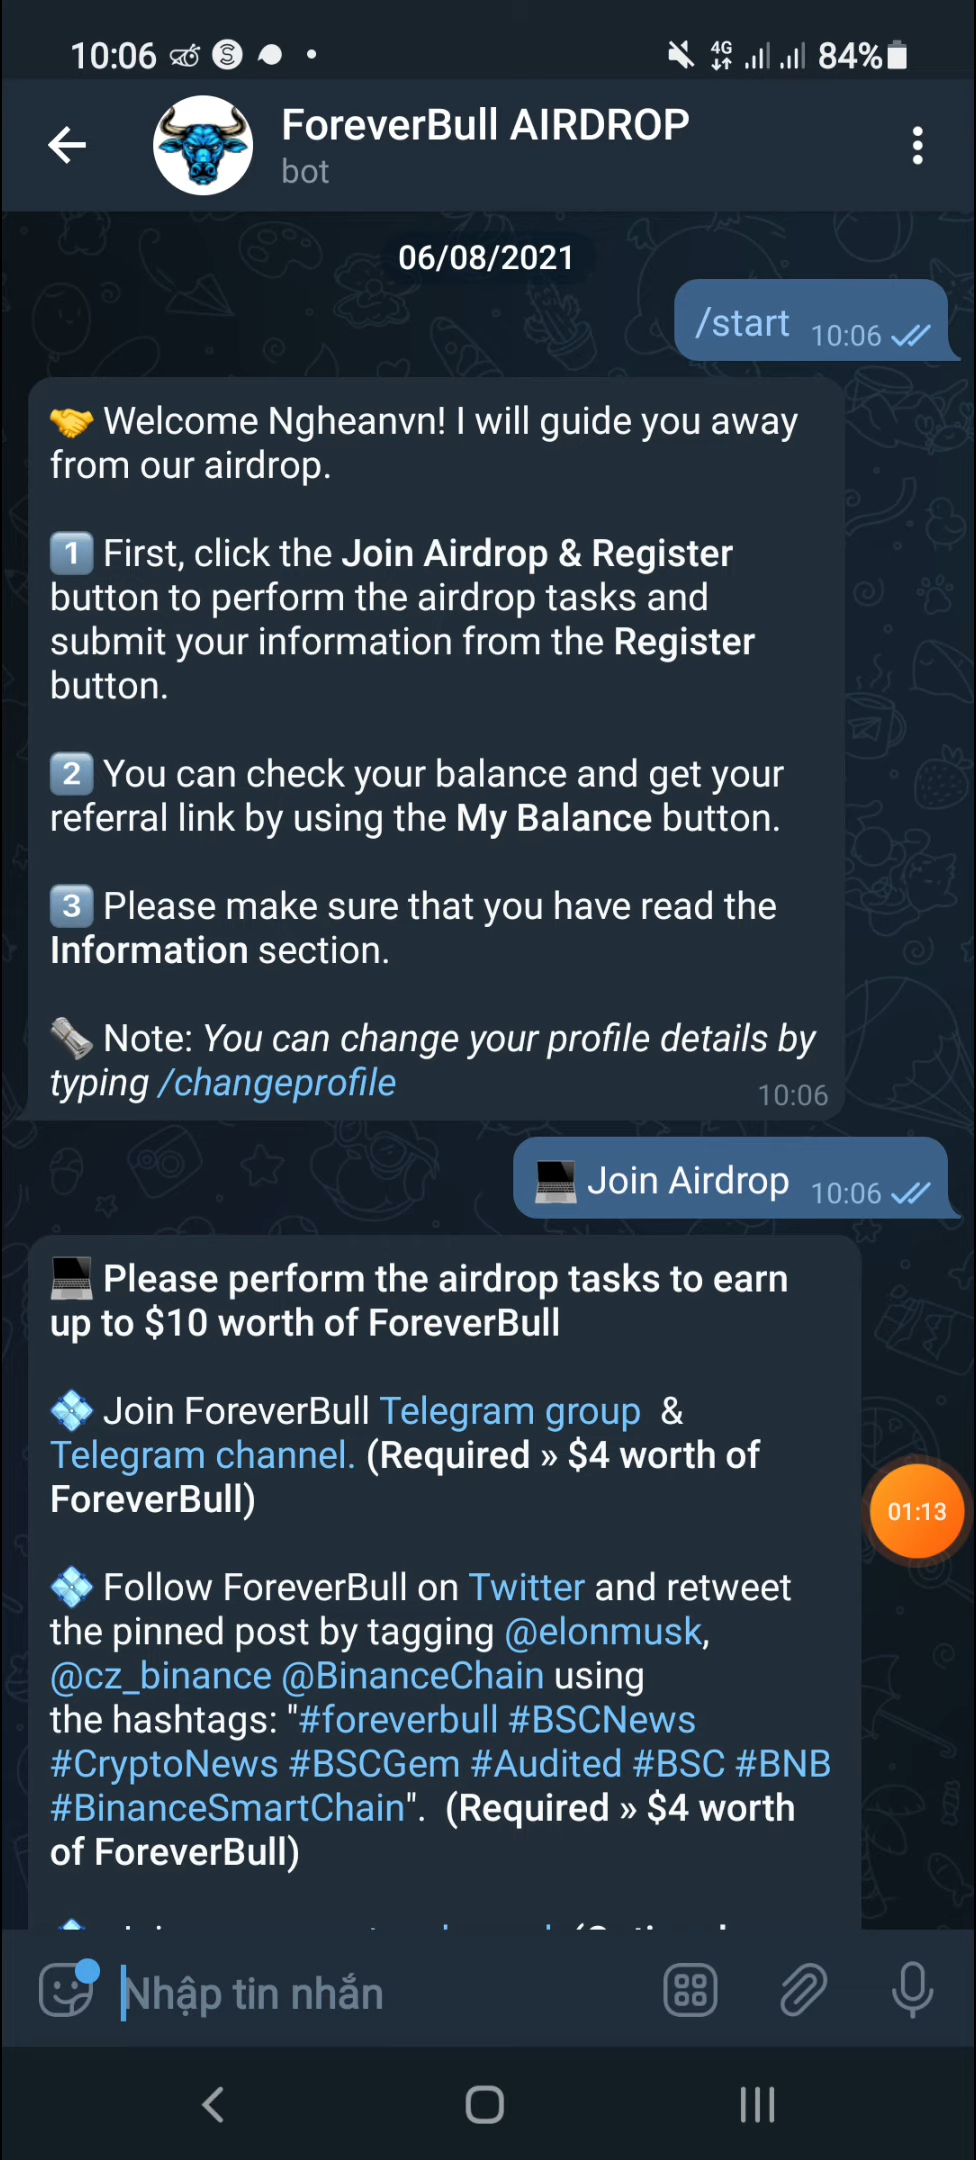 10:06
4G
84%
ForeverBull AIRDROP
bot
06/08/2021
/start 10:06
Welcome Ngheanvn! I will guide you away
from our airdrop.
1 First, click the Join Airdrop & Register
button to perform the airdrop tasks and
submit your information from the Register
button.
2 You can check your balance and get your
referral link by using the My Balance button.
3 Please make sure that you have read the
Information section.
Note: You can change your profile details by
typing /changeprofile
10:06
Join Airdrop 10:06
Please perform the airdrop tasks to earn
up to $10 worth of ForeverBull
Join ForeverBull Telegram group &
Telegram channel. (Required » $4 worth of
ForeverBull)
01:13
Follow ForeverBull on Twitter and retweet
the pinned post by tagging @elonmusk,
@cz_binance @BinanceChain using
the hashtags: "#foreverbull #BSCNews
#CryptoNews #BSCGem #Audited #BSC #BNB
#BinanceSmartChain". (Required » $4 worth
of ForeverBull)
Nhập tin nhắn